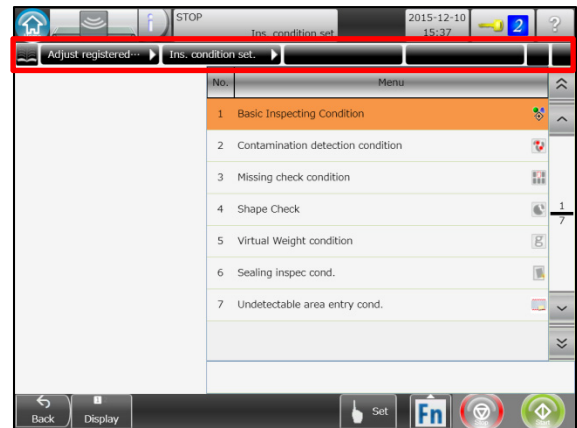 STOP
Ins. condition set
2015-12-10
15:37
2
?
Adjust registered…
Ins. condition set.
No.
Menu
1 Basic Inspecting Condition
2 Contamination detection condition
3 Missing check condition
4 Shape Check
5 Virtual Weight condition
6 Sealing inspec cond.
7 Undetectable area entry cond.
1
7
Back
Display
Set
Fn
Stop
Start